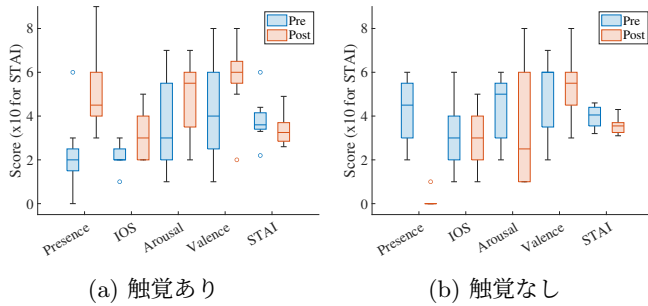 Pre
Post
Score (x10 for STAI)
8
6
4
2
0
Presence
IOS
Arousal
Valence
STAI
(a) 触覚あり
Pre
Post
Score (x10 for STAI)
8
6
4
2
0
Presence
IOS
Arousal
Valence
STAI
(b) 触覚なし